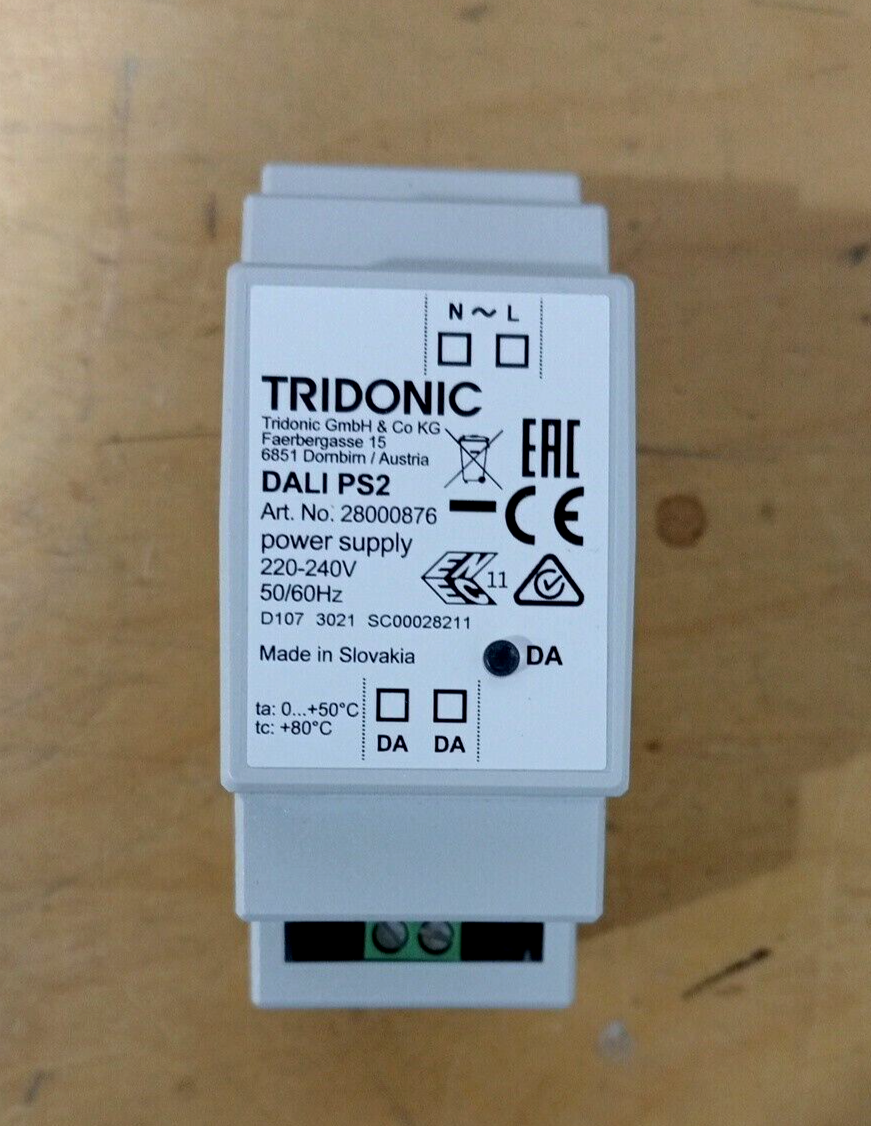 N ~ L
TRIDONIC
Tridonic GmbH & Co KG
Faerbergasse 15
6851 Dornbirn / Austria
EAC
DALI PS2
CE
Art. No. 28000876
power supply
220-240V
ENEC 11
50/60Hz
D107 3021 SC00028211
Made in Slovakia
DA
ta: 0...+50°C
tc: +80°C
DA DA